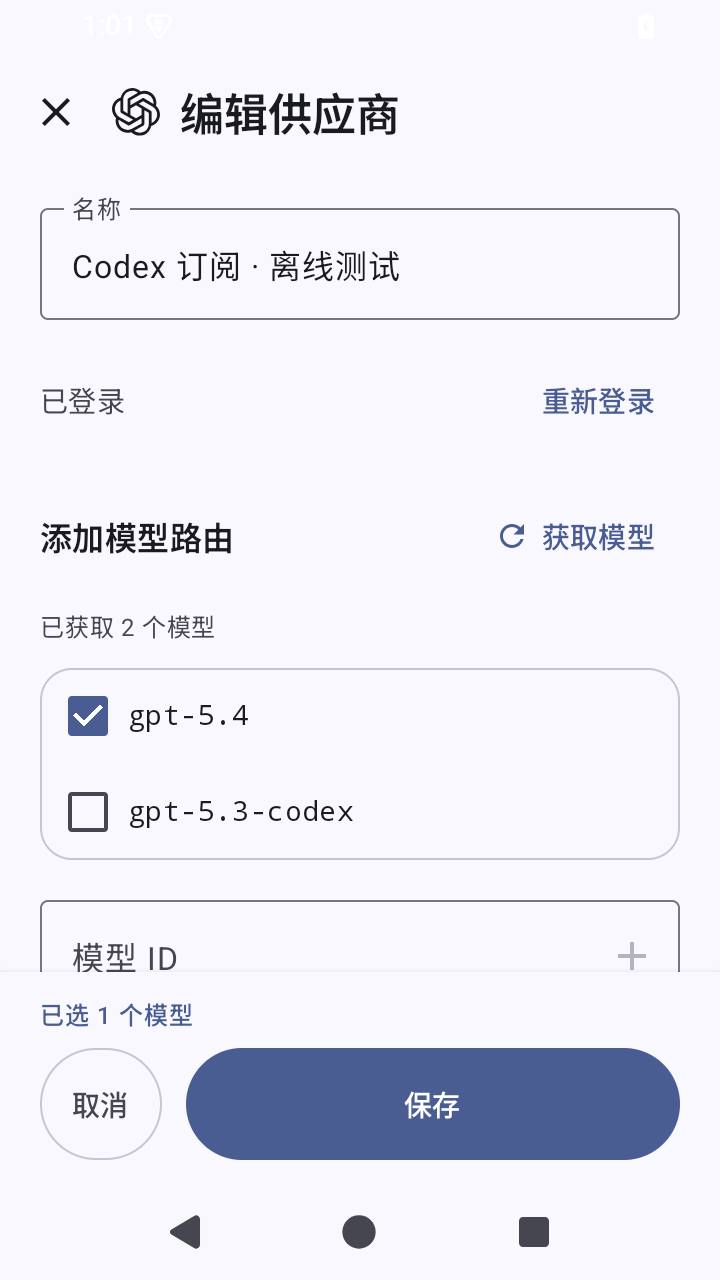 1:01
编辑供应商
名称
Codex 订阅 · 离线测试
已登录
重新登录
添加模型路由
获取模型
已获取 2 个模型
gpt-5.4
gpt-5.3-codex
模型 ID
已选 1 个模型
取消
保存